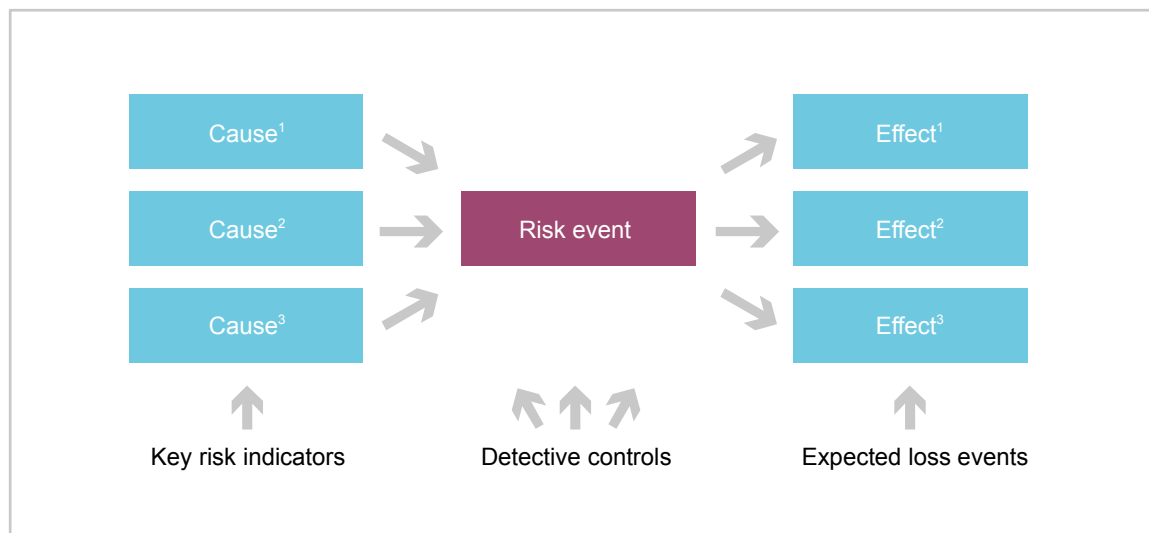 Cause¹
Effect¹
Cause²
Risk event
Effect²
Cause³
Effect³
Key risk indicators
Detective controls
Expected loss events